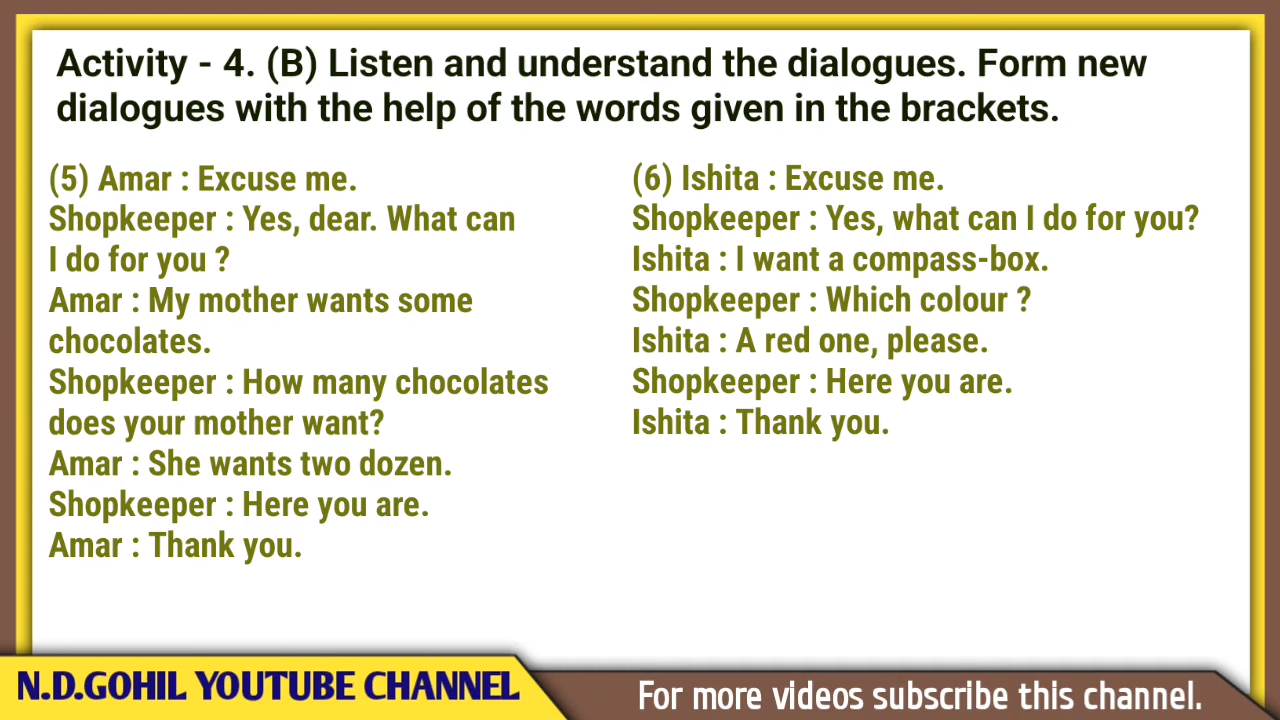 Activity - 4. (B) Listen and understand the dialogues. Form new
dialogues with the help of the words given in the brackets.
(5) Amar : Excuse me.
Shopkeeper : Yes, dear. What can
I do for you ?
Amar : My mother wants some
chocolates.
Shopkeeper : How many chocolates
does your mother want?
Amar : She wants two dozen.
Shopkeeper : Here you are.
Amar : Thank you.
(6) Ishita : Excuse me.
Shopkeeper : Yes, what can I do for you?
Ishita : I want a compass-box.
Shopkeeper : Which colour ?
Ishita : A red one, please.
Shopkeeper : Here you are.
Ishita : Thank you.
N.D.GOHIL YOUTUBE CHANNEL
For more videos subscribe this channel.